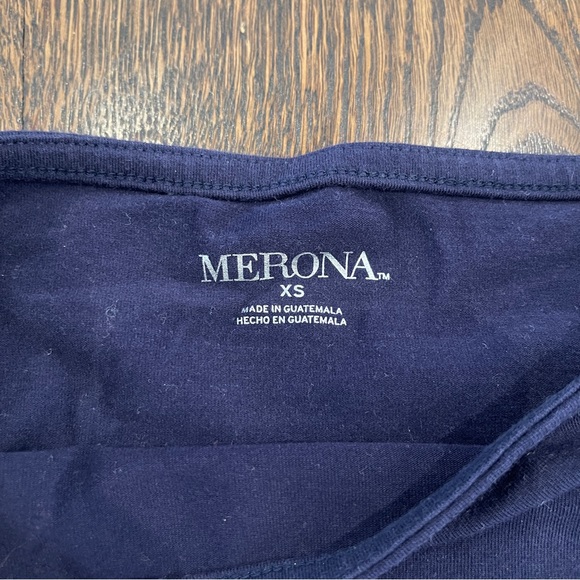 MERONA™
XS
MADE IN GUATEMALA
HECHO EN GUATEMALA